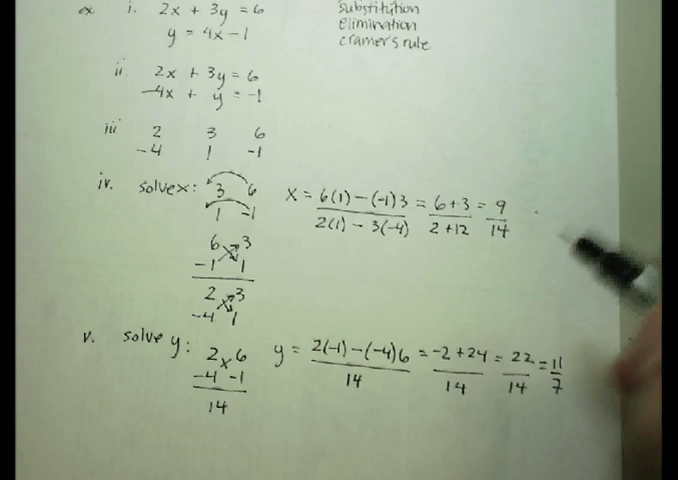 ex i. 2x + 3y = 6
y = 4x - 1
substitution
elimination
cramer's rule
ii. 2x + 3y = 6
-4x + y = -1
iii 2 3 6
-4 1 -1
iv. solve x: 3 6
1 -1
6 3
-1 1
2 3
-4 1
x = 6(1) - (-1)3 / 2(1) - 3(-4) = 6+3 / 2+12 = 9 / 14
v. solve y: 2 6
-4 -1
14
y = 2(-1) - (-4)6 / 14 = -2 + 24 / 14 = 22 / 14 = 11 / 7